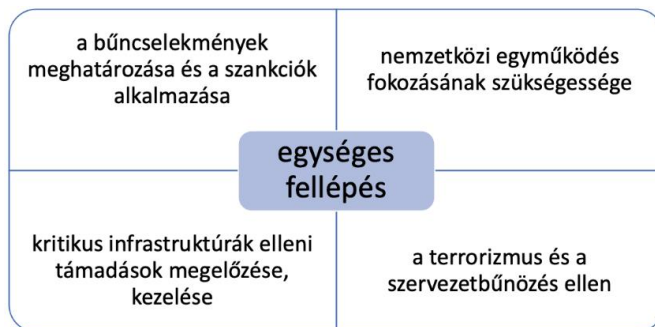 a bűncselekmények
meghatározása és a szankciók
alkalmazása
nemzetközi egyműködés
fokozásának szükségessége
egységes
fellépés
kritikus infrastruktúrák elleni
támadások megelőzése,
kezelése
a terrorizmus és a
szervezetbűnözés ellen